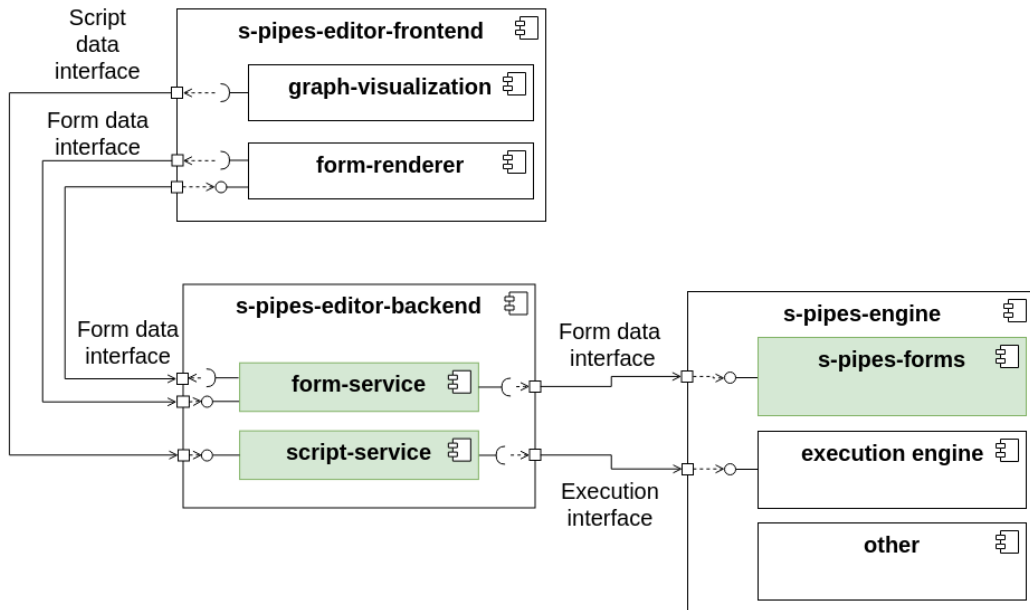 Script
data
interface
s-pipes-editor-frontend
graph-visualization
Form data
interface
form-renderer
s-pipes-editor-backend
Form data
interface
form-service
script-service
Form data
interface
Execution
interface
s-pipes-engine
s-pipes-forms
execution engine
other